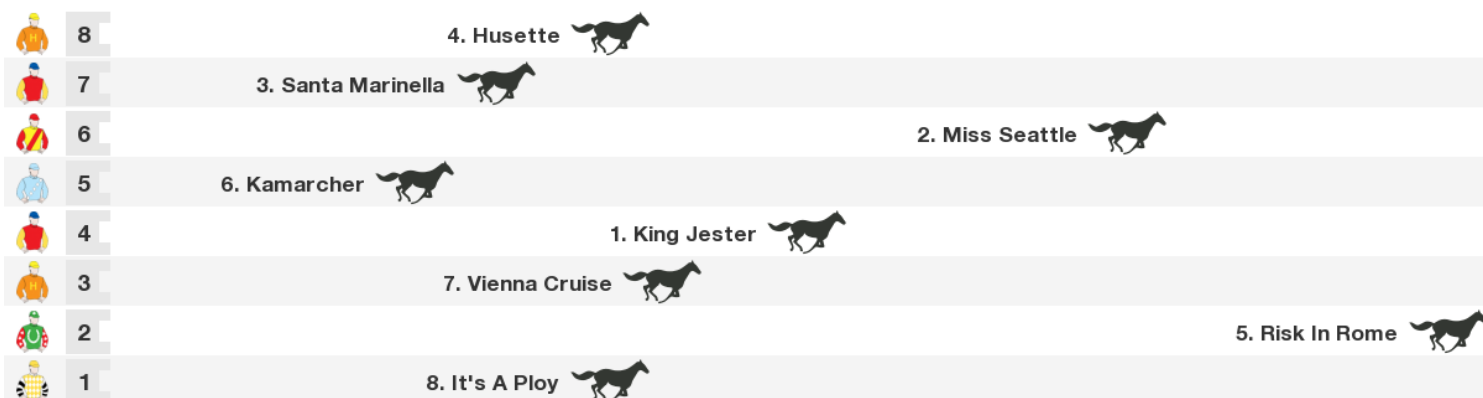 8 4. Husette
7 3. Santa Marinella
6 2. Miss Seattle
5 6. Kamarcher
4 1. King Jester
H 3 7. Vienna Cruise
2 5. Risk In Rome
1 8. It's A Ploy